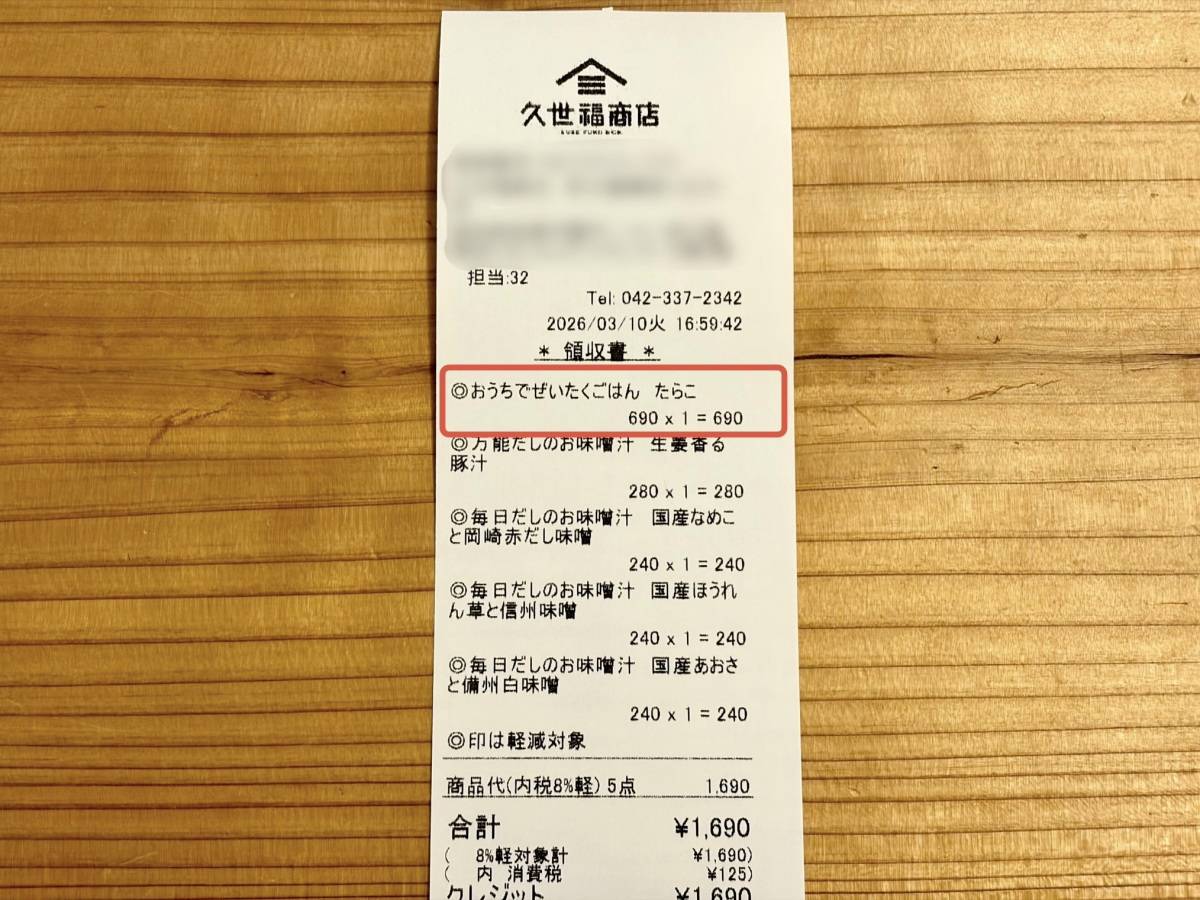 久世福商店
KUZE FUKU & CO.
担当:32
Tel: 042-337-2342
2026/03/10火 16:59:42
* 領収書 *
◎おうちでぜいたくごはん たらこ
690 x 1 = 690
◎万能だしのお味噌汁 生姜香る
豚汁
280 x 1 = 280
◎毎日だしのお味噌汁 国産なめこ
と岡崎赤だし味噌
240 x 1 = 240
◎毎日だしのお味噌汁 国産ほうれ
ん草と信州味噌
240 x 1 = 240
◎毎日だしのお味噌汁 国産あおさ
と備州白味噌
240 x 1 = 240
◎印は軽減対象
商品代(内税8%軽) 5点 1,690
合計 ¥1,690
( 8%軽対象計 ¥1,690)
( 内 消費税 ¥125)
クレジット ¥1,690